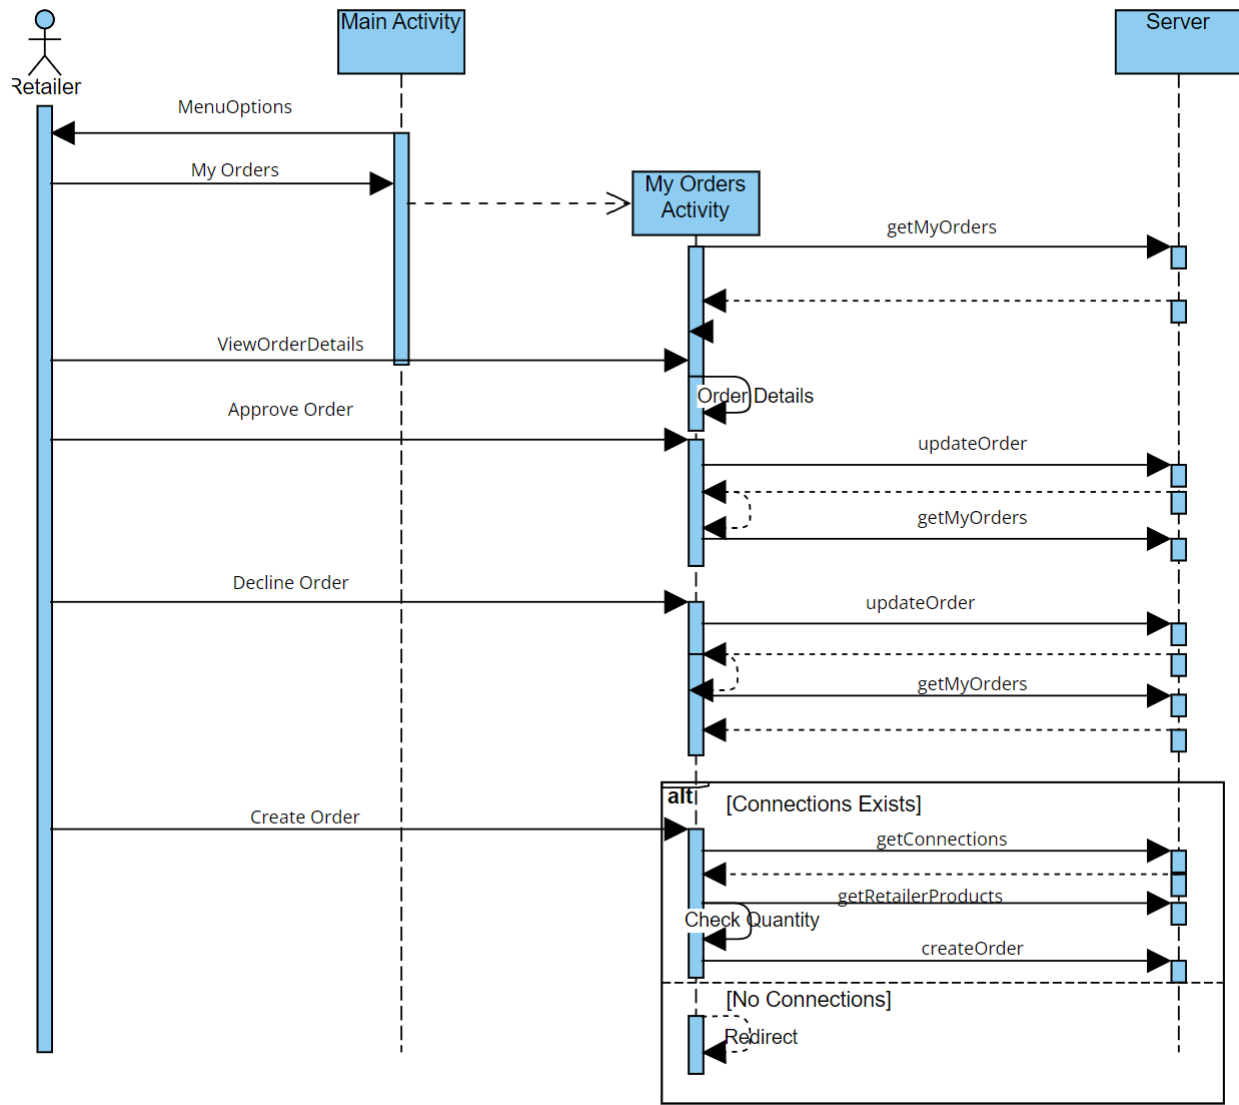 Main Activity
Server
Retailer
MenuOptions
My Orders
My Orders
Activity
getMyOrders
ViewOrderDetails
Order Details
Approve Order
updateOrder
getMyOrders
Decline Order
updateOrder
getMyOrders
alt
[Connections Exists]
Create Order
getConnections
getRetailerProducts
Check Quantity
createOrder
[No Connections]
Redirect